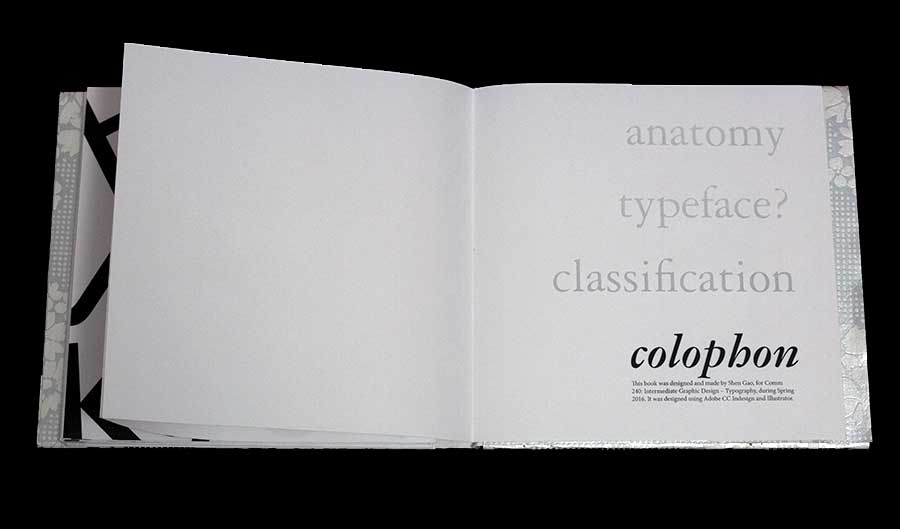 anatomy
typeface?
classification
colophon
This book was designed and made by Shen Gao, for Comm
240: Intermediate Graphic Design – Typography, during Spring
2016. It was designed using Adobe CC Indesign and Illustrator.